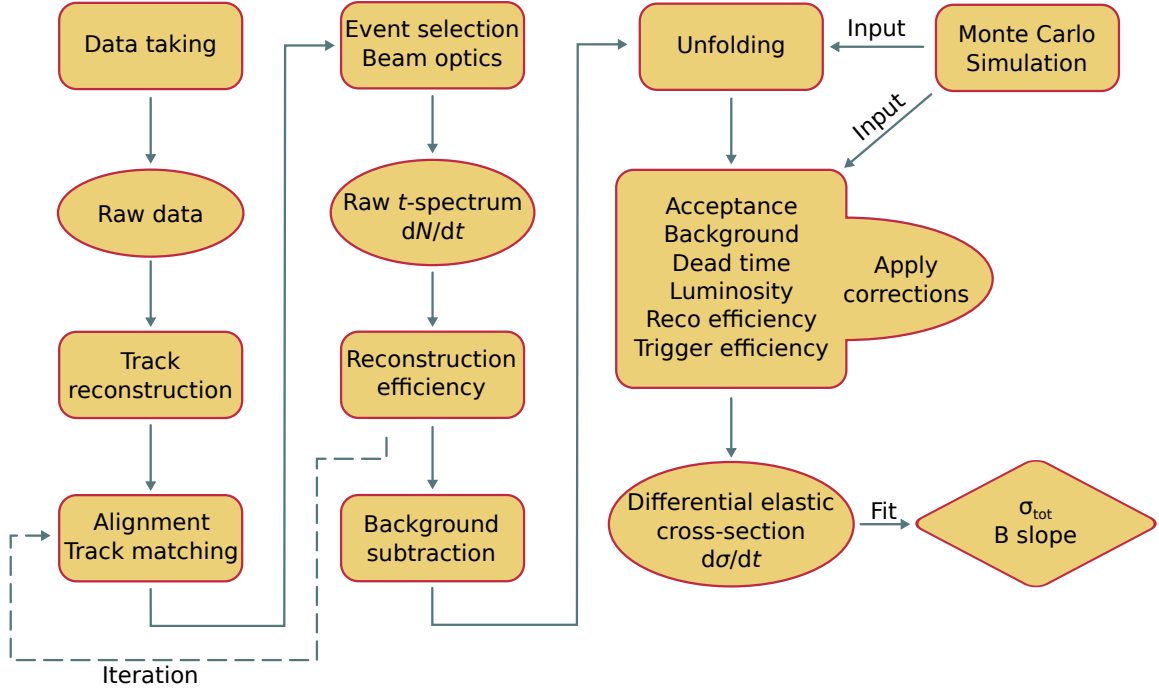 Data taking
Raw data
Track
reconstruction
Alignment
Track matching
Iteration
Event selection
Beam optics
Raw t-spectrum
dN/dt
Reconstruction
efficiency
Background
subtraction
Unfolding
Input
Monte Carlo
Simulation
Input
Acceptance
Background
Dead time
Luminosity
Reco efficiency
Trigger efficiency
Apply
corrections
Differential elastic
cross-section
dσ/dt
Fit
σtot
B slope